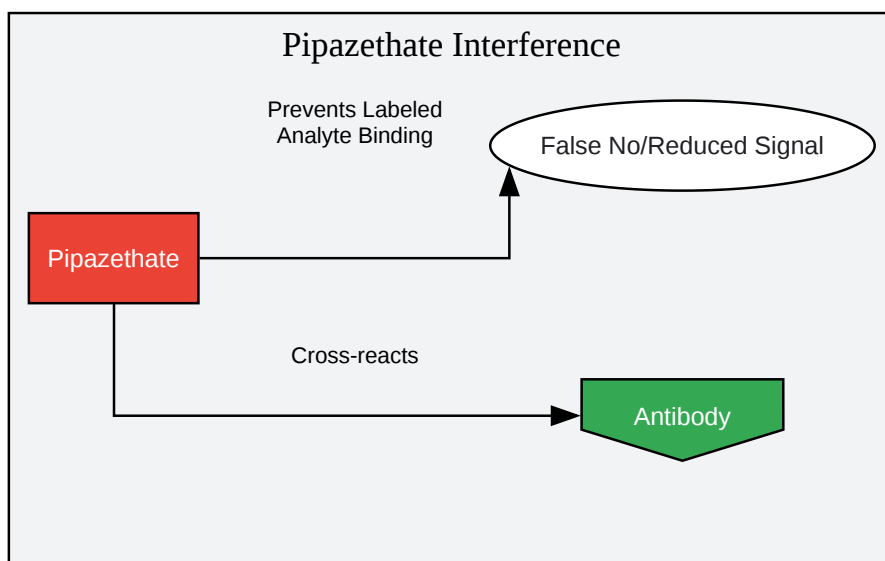 Pipazethate Interference
Prevents Labeled
Analyte Binding
False No/Reduced Signal
Pipazethate
Cross-reacts
Antibody